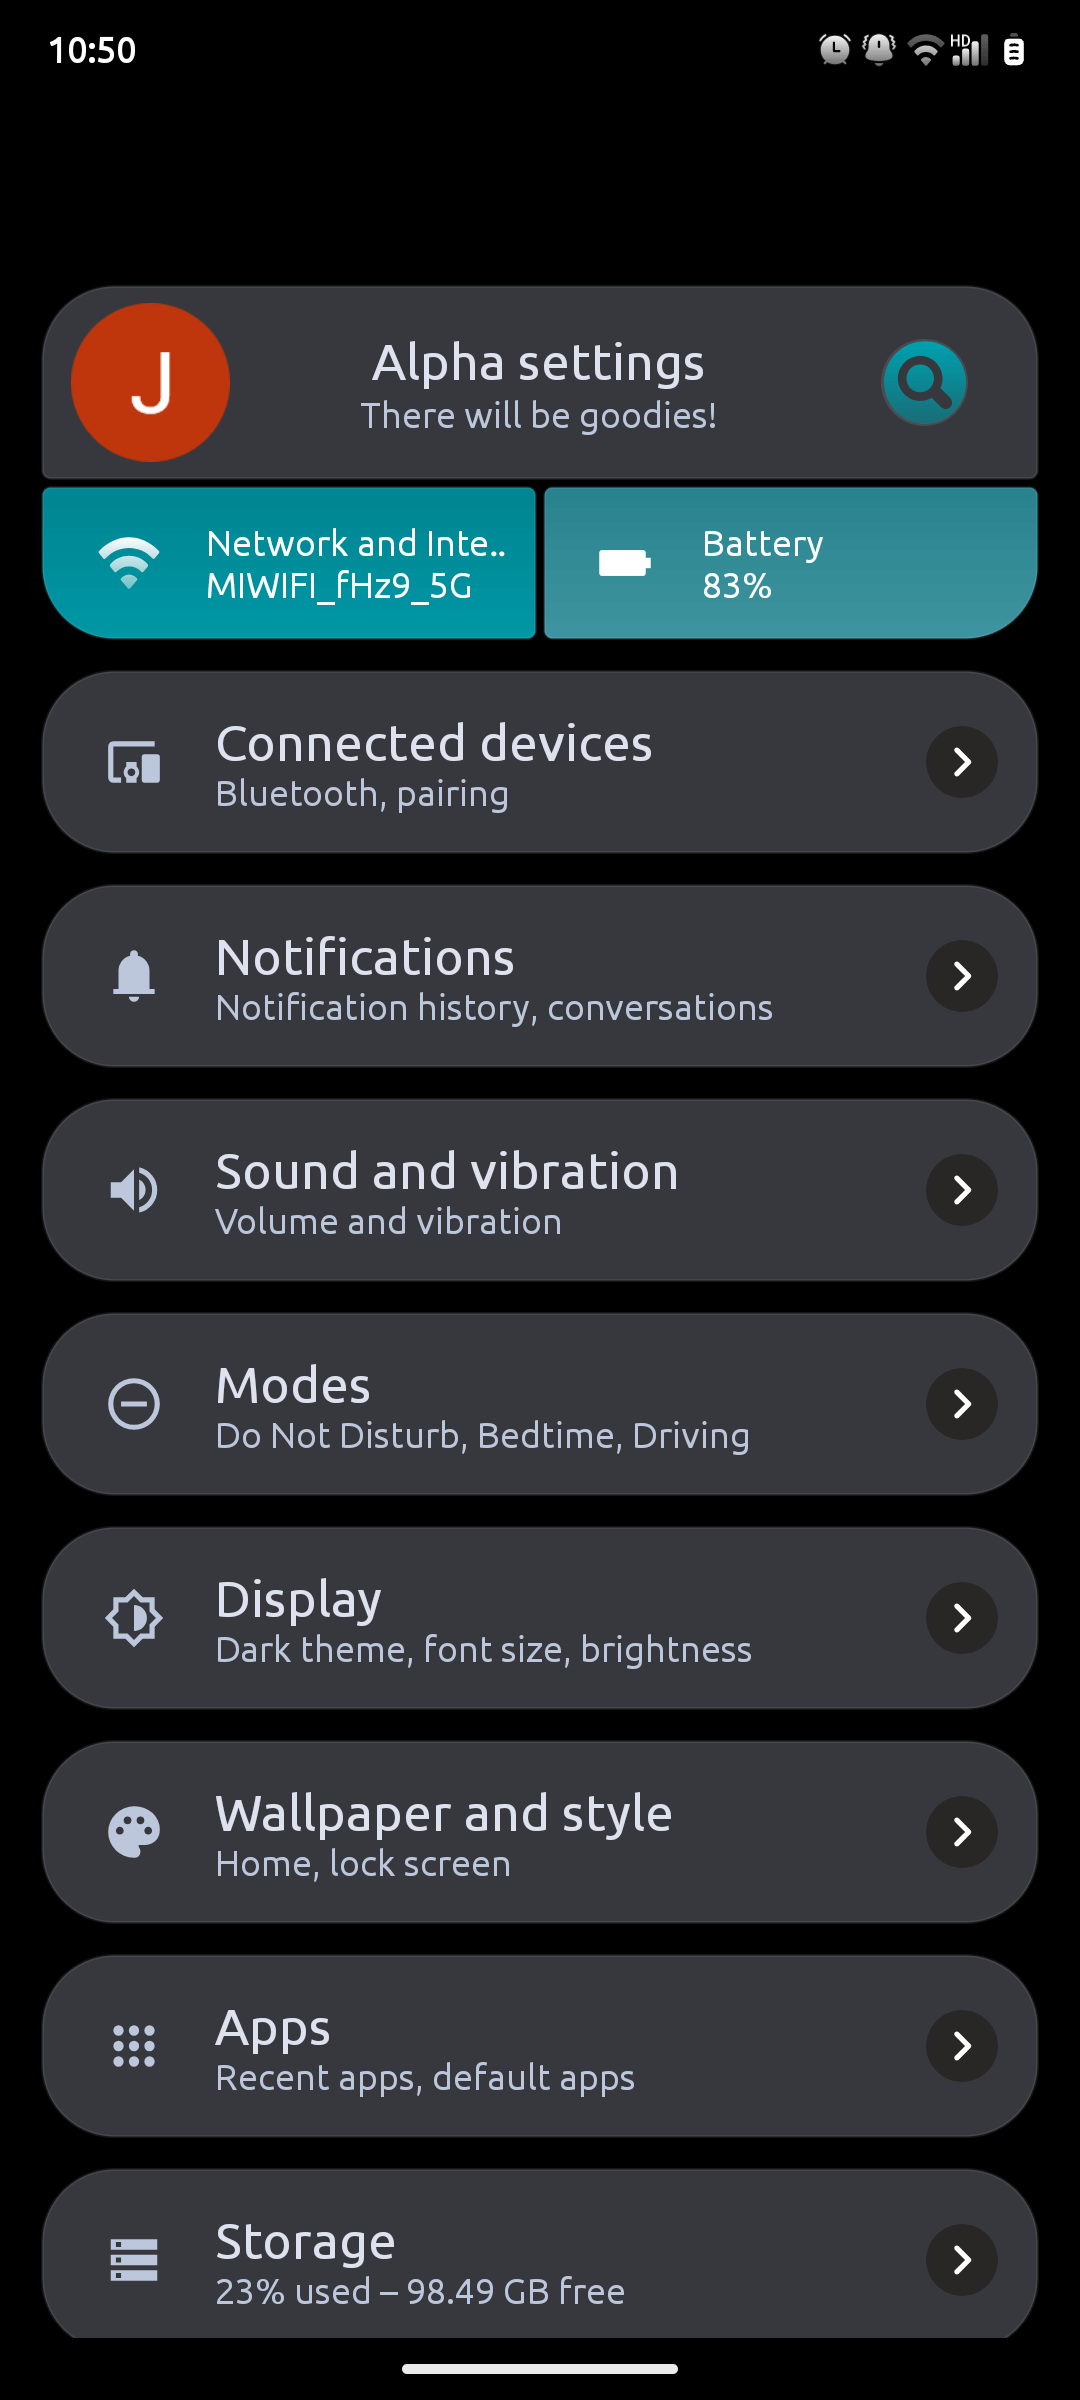 10:50
HD
J
Alpha settings
There will be goodies!
Network and Inte..
MIWIFI_fHz9_5G
Battery
83%
Connected devices
Bluetooth, pairing
Notifications
Notification history, conversations
Sound and vibration
Volume and vibration
Modes
Do Not Disturb, Bedtime, Driving
Display
Dark theme, font size, brightness
Wallpaper and style
Home, lock screen
Apps
Recent apps, default apps
Storage
23% used – 98.49 GB free